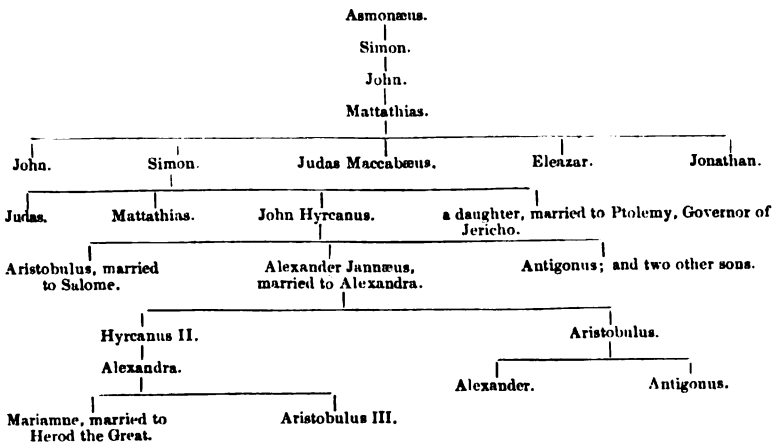 Asmonæus.
Simon.
John.
Mattathias.
John. Simon. Judas Maccabæus. Eleazar. Jonathan.
Judas. Mattathias. John Hyrcanus. a daughter, married to Ptolemy, Governor of
Jericho.
Aristobulus, married
to Salome.
Alexander Jannæus,
married to Alexandra.
Antigonus; and two other sons.
Hyrcanus II. Aristobulus.
Alexandra.
Alexander. Antigonus.
Mariamne, married to
Herod the Great.
Aristobulus III.